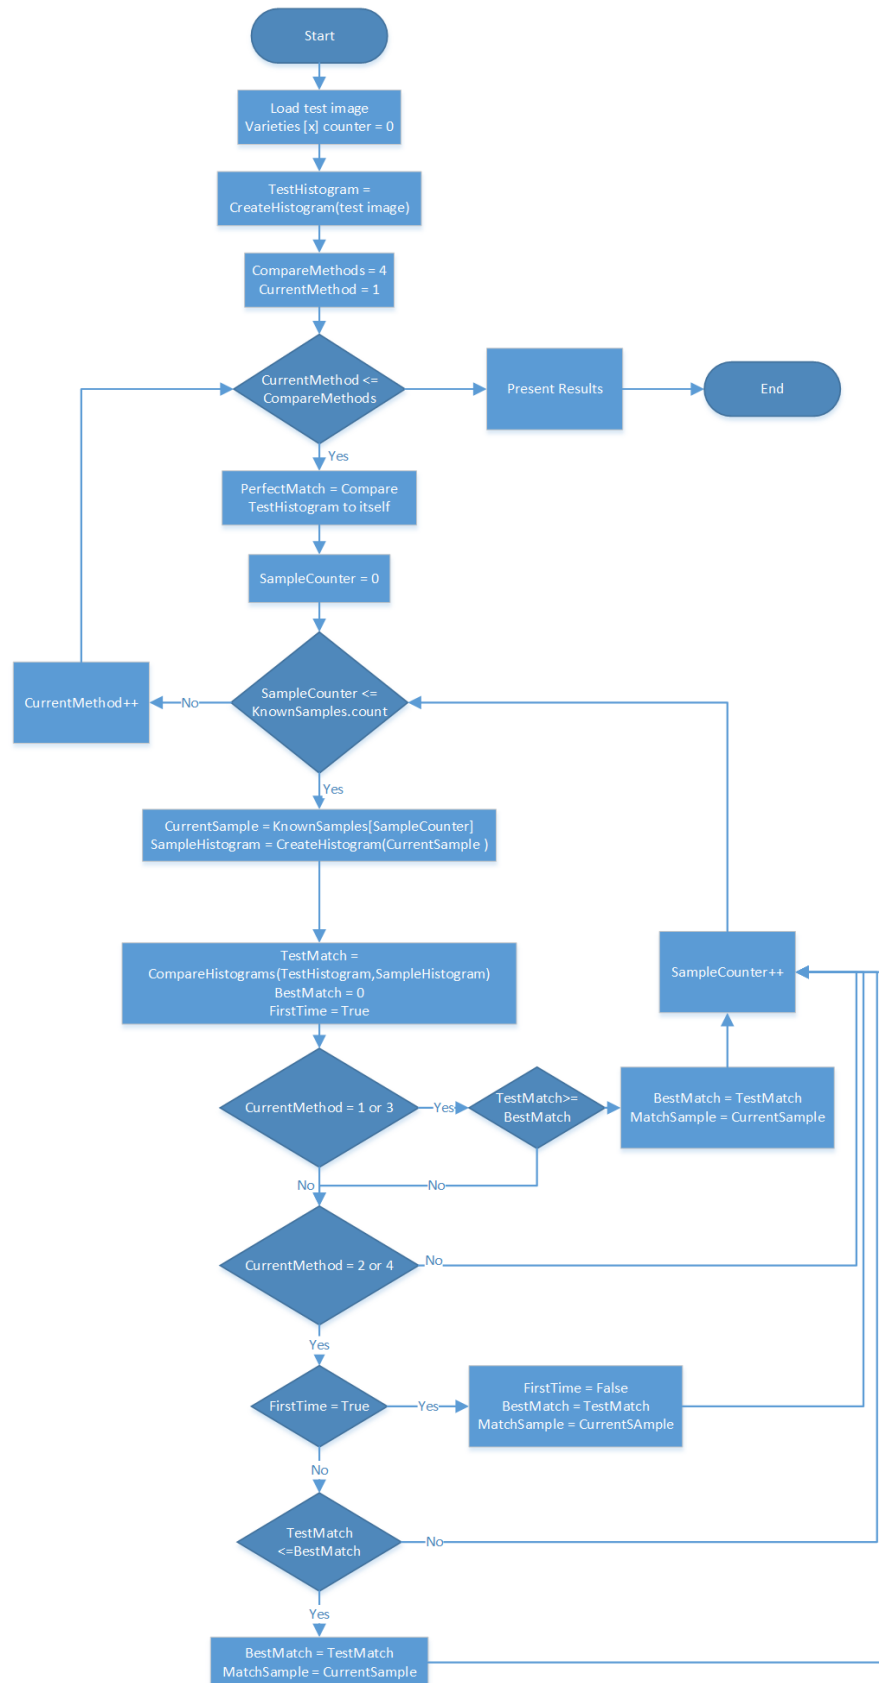 Start
Load test image
Varieties [x] counter = 0
TestHistogram =
CreateHistogram(test image)
CompareMethods = 4
CurrentMethod = 1
CurrentMethod <=
CompareMethods
Present Results
End
Yes
PerfectMatch = Compare
TestHistogram to itself
SampleCounter = 0
SampleCounter <=
KnownSamples.count
No
CurrentMethod++
Yes
CurrentSample = KnownSamples[SampleCounter]
SampleHistogram = CreateHistogram(CurrentSample )
TestMatch =
CompareHistograms(TestHistogram,SampleHistogram)
BestMatch = 0
FirstTime = True
SampleCounter++
CurrentMethod = 1 or 3
Yes
TestMatch>=
BestMatch
BestMatch = TestMatch
MatchSample = CurrentSample
No
No
CurrentMethod = 2 or 4
No
Yes
FirstTime = True
Yes
FirstTime = False
BestMatch = TestMatch
MatchSample = CurrentSAmple
No
TestMatch
<=BestMatch
No
Yes
BestMatch = TestMatch
MatchSample = CurrentSample